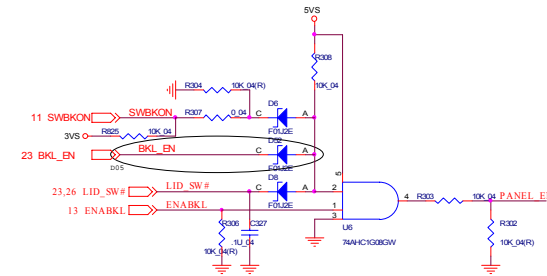 5VS
R308
10K_04
R304
10K_04(R)
D6
11 SWBKON
SWBKON
R307
0_04
C
A
F01J2E
R825
10K_04
3VS
D52
23 BKL_EN
BKL_EN
C
A
D05
F01J2E
D8
23,26 LID_SW#
LID_SW#
C
A
F01J2E
13 ENABKL
ENABKL
5
2
1
3
4
R303
10K_04
PANEL_E
R306
10K_04(R)
C327
.1U_04
U6
74AHC1G08GW
R302
10K_04(R)